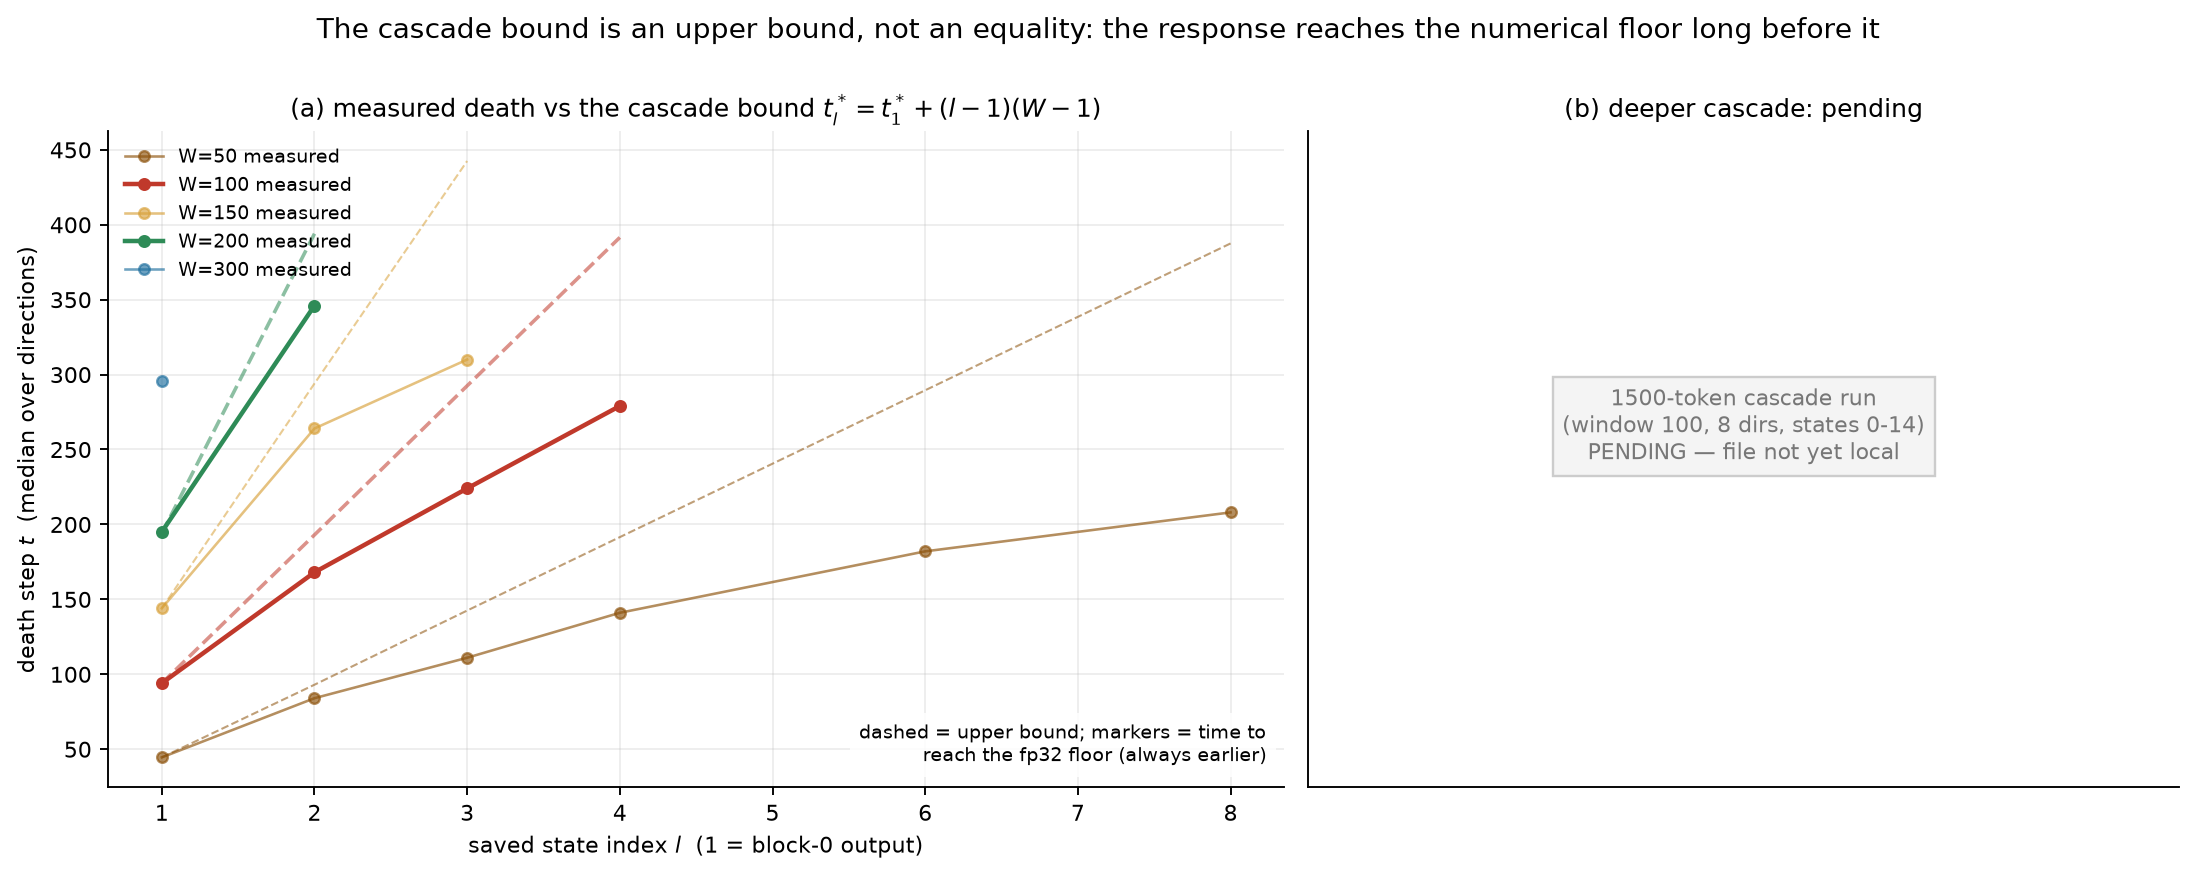 The cascade bound is an upper bound, not an equality: the response reaches the numerical floor long before it
(a) measured death vs the cascade bound $t_l^* = t_1^* + (l-1)(W-1)$
450
400
350
300
250
200
150
100
50
death step t (median over directions)
W=50 measured
W=100 measured
W=150 measured
W=200 measured
W=300 measured
dashed = upper bound; markers = time to
reach the fp32 floor (always earlier)
1 2 3 4 5 6 7 8
saved state index l (1 = block-0 output)
(b) deeper cascade: pending
1500-token cascade run
(window 100, 8 dirs, states 0-14)
PENDING — file not yet local